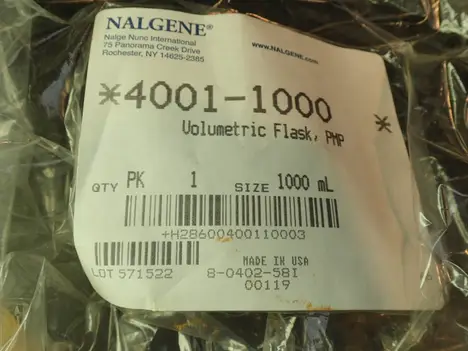 NALGENE®
Nalge Nunc International
75 Panorama Creek Drive
Rochester, NY 14625-2385
www.NALGENE.com
*4001-1000 *
Volumetric Flask, PMP
QTY PK 1 SIZE 1000 mL
+H28600400110003
MADE IN USA
LOT 571522 8-0402-58I
00119